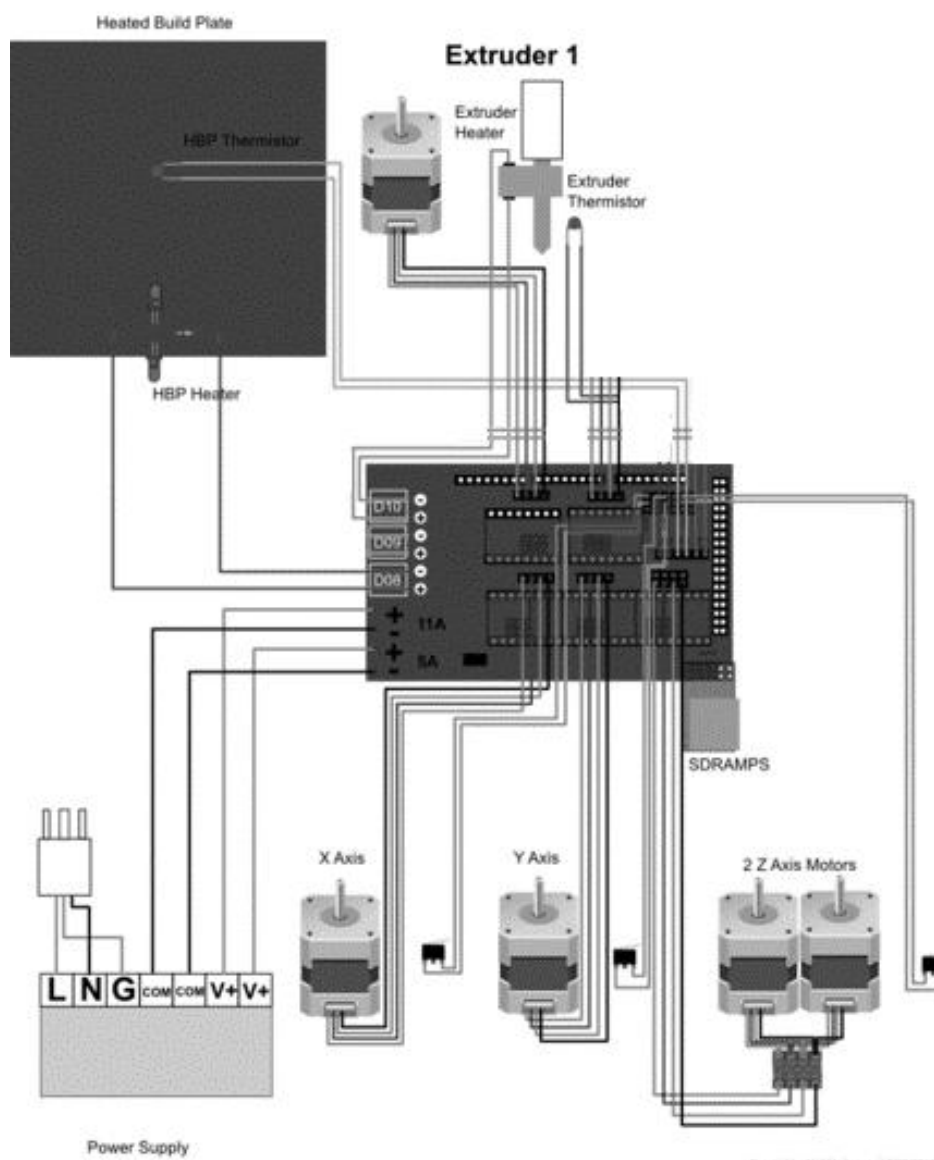 Heated Build Plate
Extruder 1
Extruder
Heater
HBP Thermistor
Extruder
Thermistor
HBP Heater
D10
D09
D08
11A
5A
SDRAMPS
X Axis
Y Axis
2 Z Axis Motors
L N G COM COM V+ V+
Power Supply